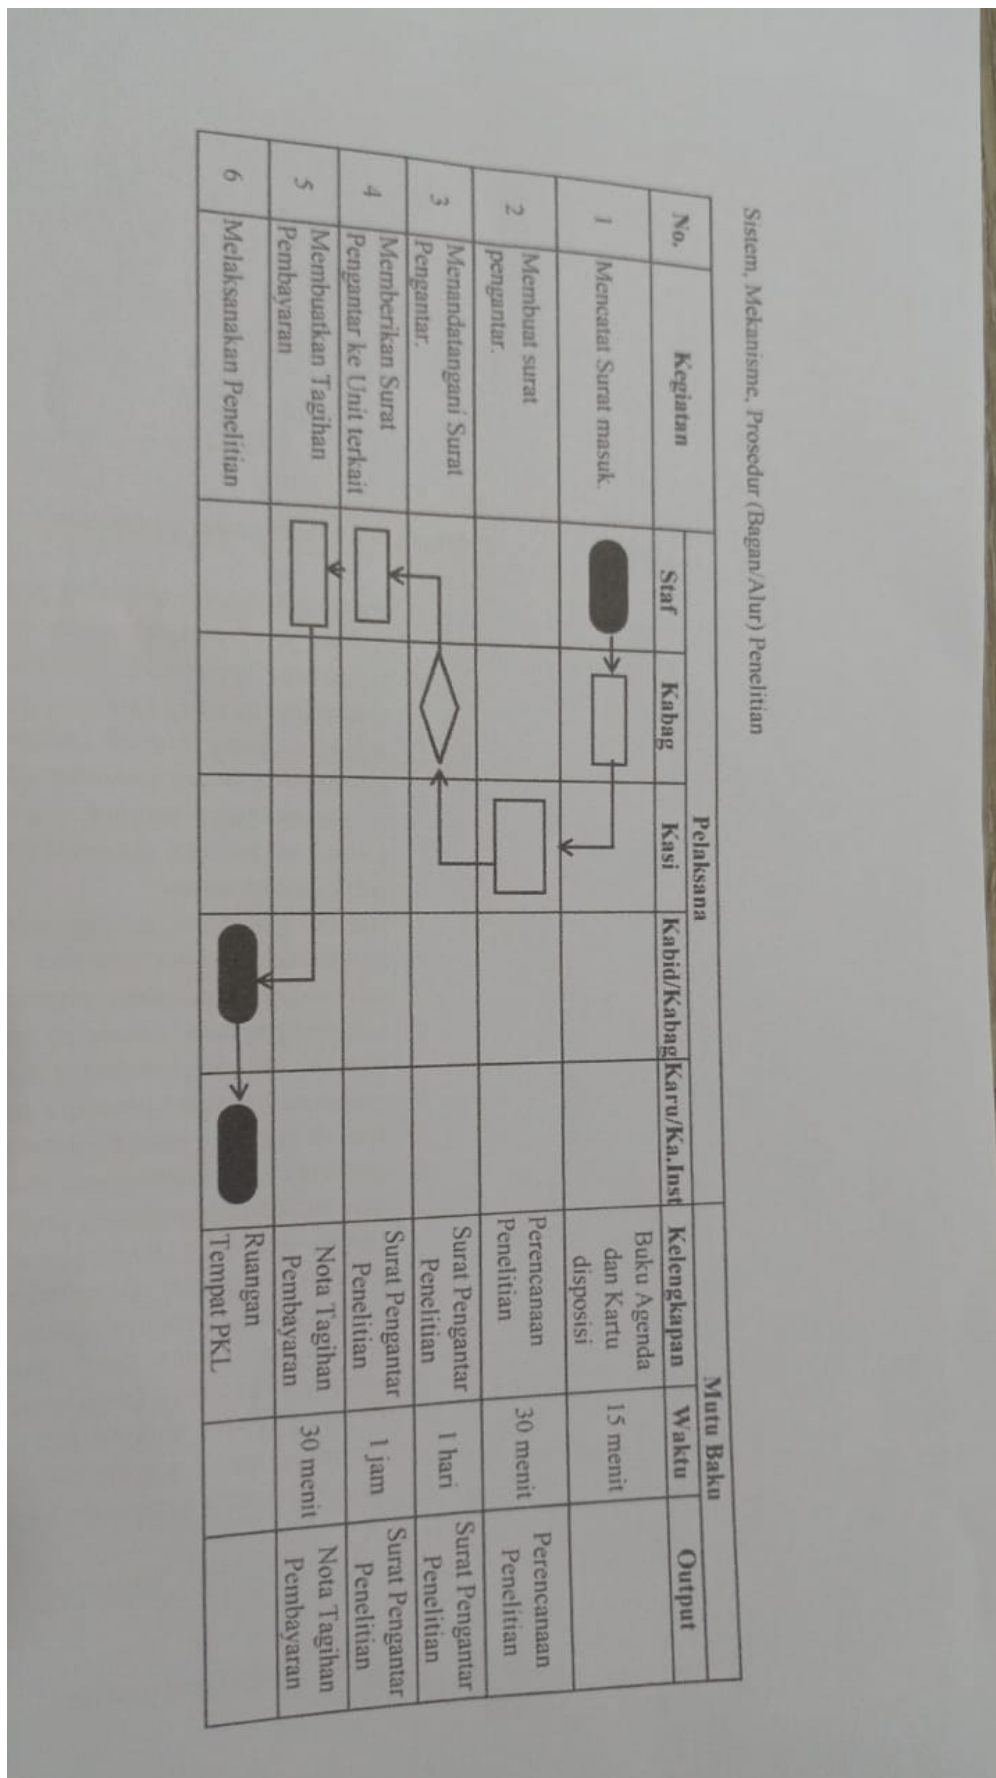 Sistem, Mekanisme, Prosedur (Bagan/Alur) Penelitian
No.
Kegiatan
Pelaksana
Mutu Baku
Staf
Kabag
Kasi
Kabid/Kabag
Karu/Ka.Inst
Kelengkapan
Waktu
Output
1
Mencatat Surat masuk.
Buku Agenda
dan Kartu
disposisi
15 menit
2
Membuat surat
pengantar.
Perencanaan
Penelitian
30 menit
Perencanaan
Penelitian
3
Menandatangani Surat
Pengantar.
Surat Pengantar
Penelitian
1 hari
Surat Pengantar
Penelitian
4
Memberikan Surat
Pengantar ke Unit terkait
Surat Pengantar
Penelitian
1 jam
Surat Pengantar
Penelitian
5
Membuatkan Tagihan
Pembayaran
Nota Tagihan
Pembayaran
30 menit
Nota Tagihan
Pembayaran
6
Melaksanakan Penelitian
Ruangan
Tempat PKL